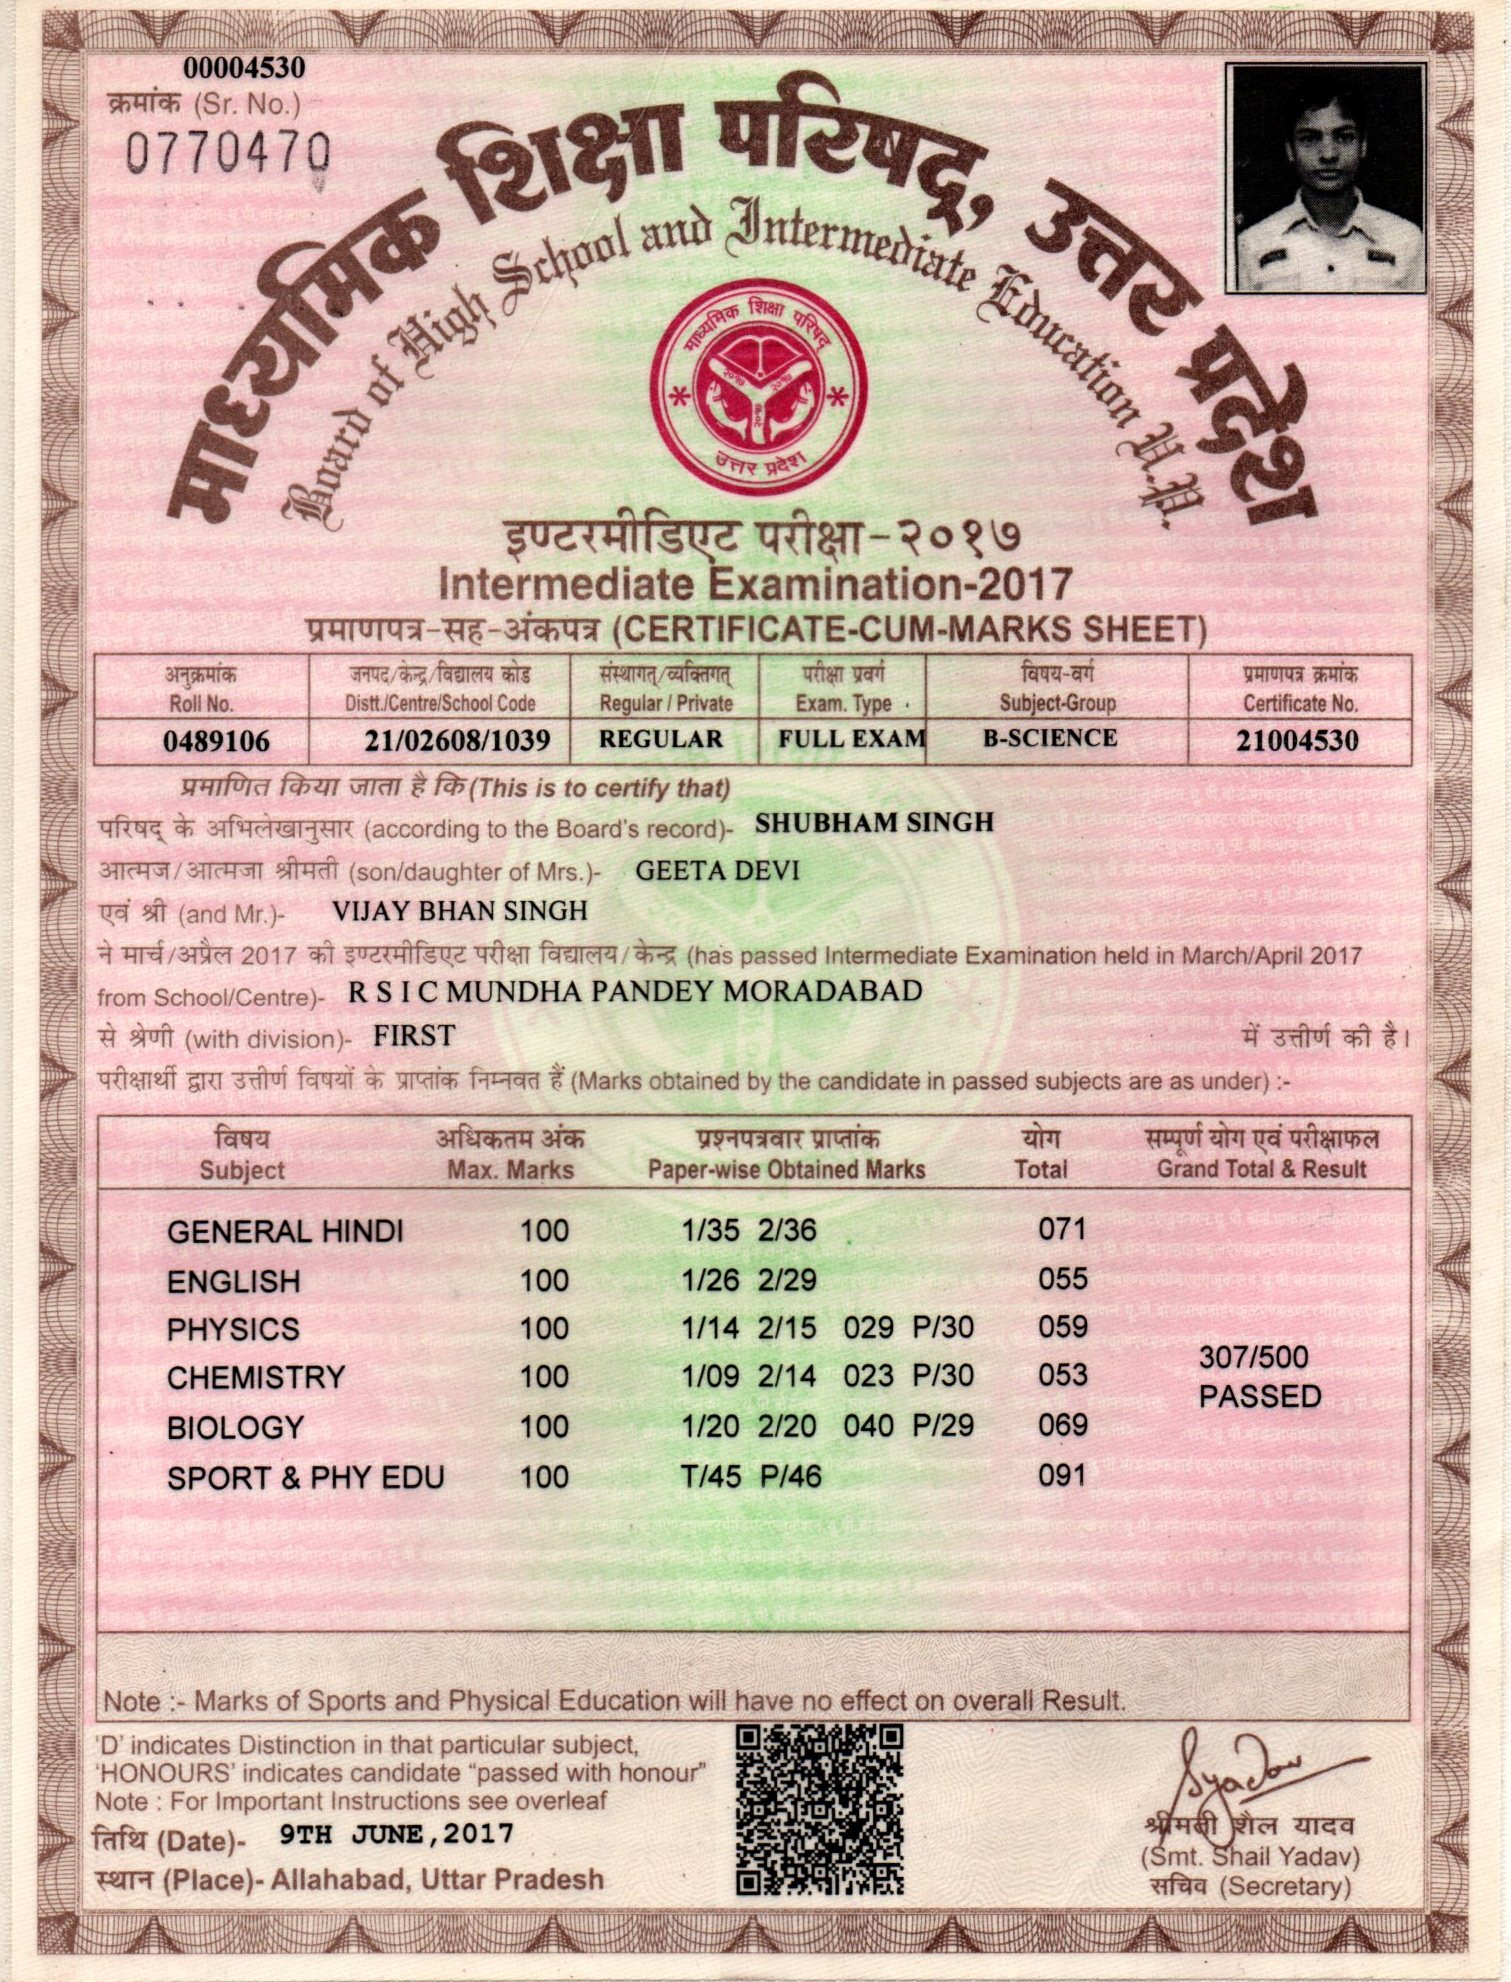 00004530
क्रमांक (Sr. No.)
0770470
माध्यमिक शिक्षा परिषद्, उत्तर प्रदेश
Board of High School and Intermediate Education U.P.
माध्यमिक शिक्षा परिषद्
उत्तर प्रदेश
इण्टरमीडिएट परीक्षा-२०१७
Intermediate Examination-2017
प्रमाणपत्र-सह-अंकपत्र (CERTIFICATE-CUM-MARKS SHEET)
अनुक्रमांक जनपद/केन्द्र/विद्यालय कोड संस्थागत्/व्यक्तिगत् परीक्षा प्रवर्ग विषय-वर्ग प्रमाणपत्र क्रमांक
Roll No. Distt./Centre/School Code Regular / Private Exam. Type Subject-Group Certificate No.
0489106 21/02608/1039 REGULAR FULL EXAM B-SCIENCE 21004530
प्रमाणित किया जाता है कि (This is to certify that)
परिषद् के अभिलेखानुसार (according to the Board's record)- SHUBHAM SINGH
आत्मज/आत्मजा श्रीमती (son/daughter of Mrs.)- GEETA DEVI
एवं श्री (and Mr.)- VIJAY BHAN SINGH
ने मार्च/अप्रैल 2017 की इण्टरमीडिएट परीक्षा विद्यालय/केन्द्र (has passed Intermediate Examination held in March/April 2017
from School/Centre)- R S I C MUNDHA PANDEY MORADABAD
से श्रेणी (with division)- FIRST में उत्तीर्ण की है।
परीक्षार्थी द्वारा उत्तीर्ण विषयों के प्राप्तांक निम्नवत हैं (Marks obtained by the candidate in passed subjects are as under) :-
विषय अधिकतम अंक प्रश्नपत्रवार प्राप्तांक योग सम्पूर्ण योग एवं परीक्षाफल
Subject Max. Marks Paper-wise Obtained Marks Total Grand Total & Result
GENERAL HINDI 100 1/35 2/36 071
ENGLISH 100 1/26 2/29 055
PHYSICS 100 1/14 2/15 029 P/30 059
307/500
CHEMISTRY 100 1/09 2/14 023 P/30 053
PASSED
BIOLOGY 100 1/20 2/20 040 P/29 069
SPORT & PHY EDU 100 T/45 P/46 091
Note :- Marks of Sports and Physical Education will have no effect on overall Result.
'D' indicates Distinction in that particular subject,
'HONOURS' indicates candidate "passed with honour"
Note : For Important Instructions see overleaf
तिथि (Date)- 9TH JUNE,2017
स्थान (Place)- Allahabad, Uttar Pradesh
Syadav
श्रीमती शैल यादव
(Smt. Shail Yadav)
सचिव (Secretary)